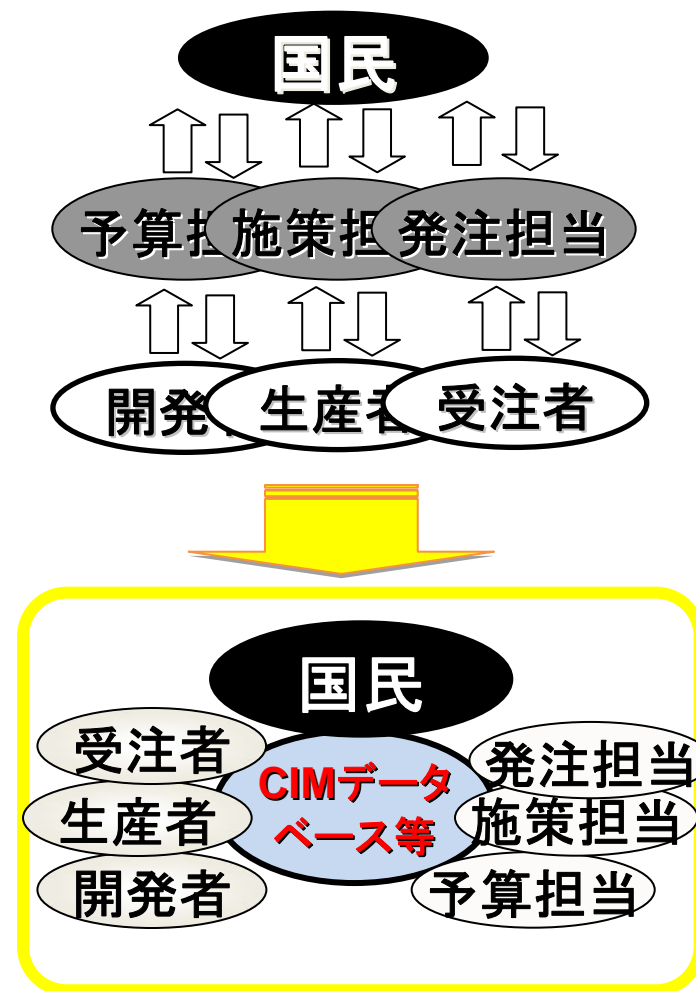 国民
予算担
施策担
発注担当
開発
生産者
受注者
国民
受注者
生産者
開発者
CIMデータ
ベース等
発注担当
施策担当
予算担当